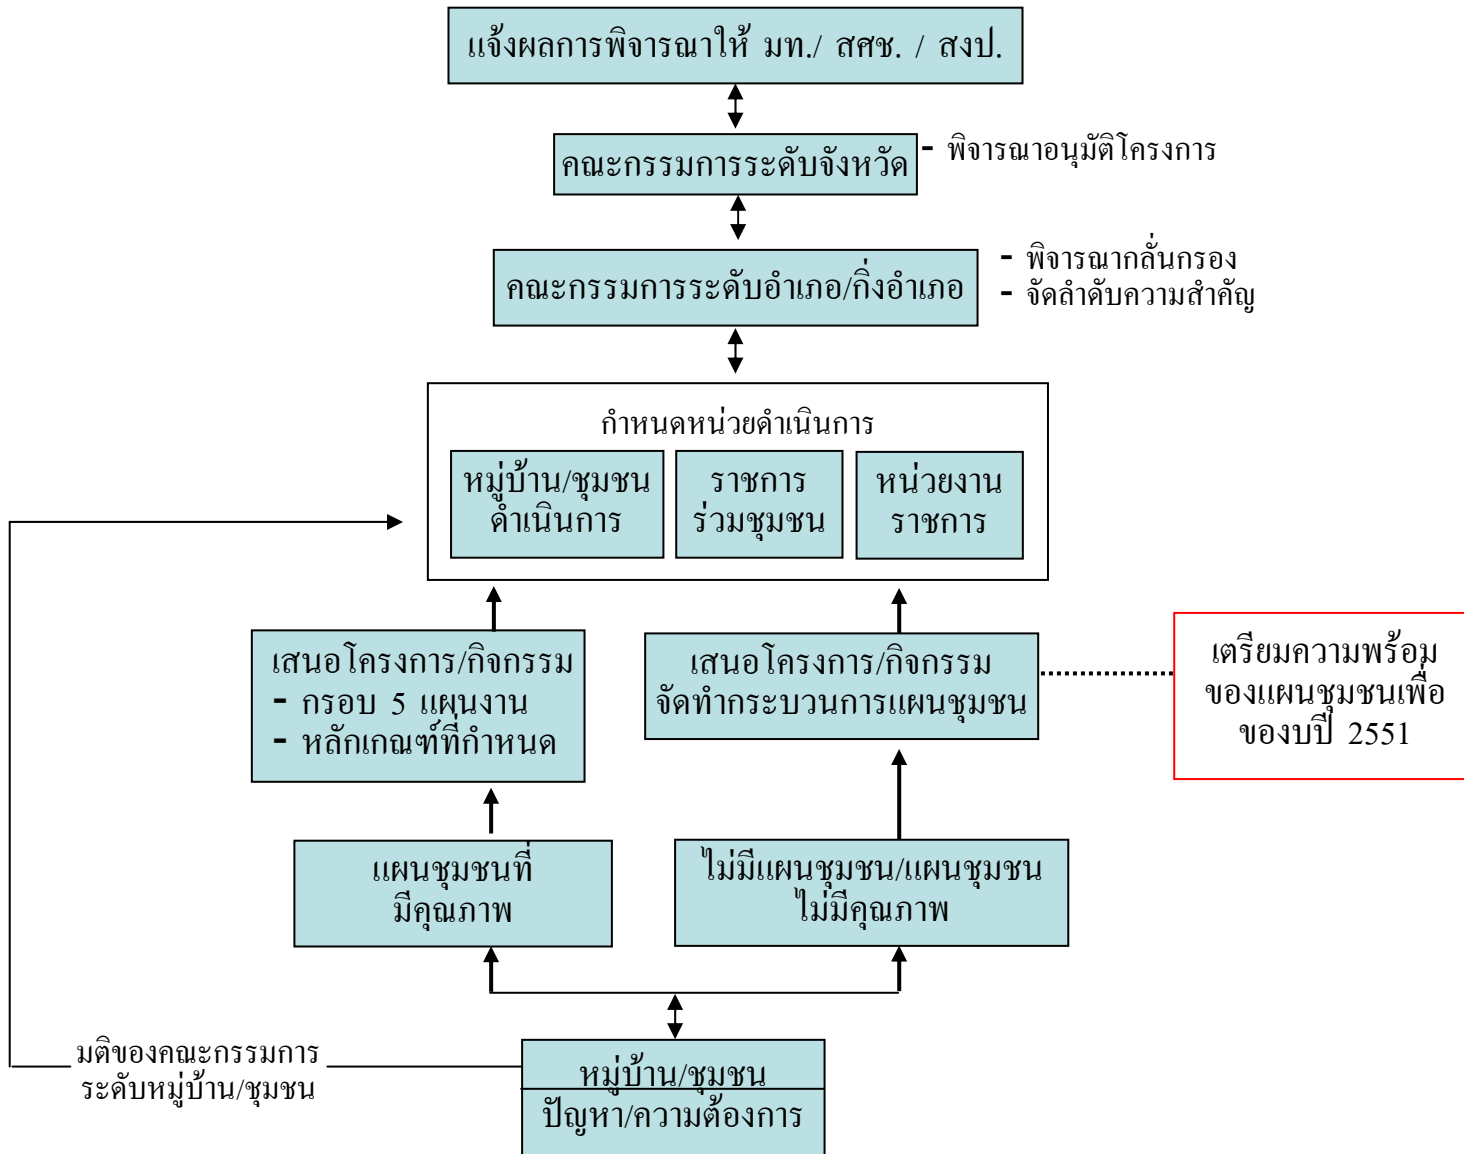 แจ้งผลการพิจารณาให้ มท./ สศช. / สงป.
คณะกรรมการระดับจังหวัด
- พิจารณาอนุมัติโครงการ
คณะกรรมการระดับอำเภอ/กิ่งอำเภอ
- พิจารณากลั่นกรอง
- จัดลำดับความสำคัญ
กำหนดหน่วยดำเนินการ
หมู่บ้าน/ชุมชน
ดำเนินการ
ราชการ
ร่วมชุมชน
หน่วยงาน
ราชการ
เสนอโครงการ/กิจกรรม
- กรอบ 5 แผนงาน
- หลักเกณฑ์ที่กำหนด
เสนอโครงการ/กิจกรรม
จัดทำกระบวนการแผนชุมชน
เตรียมความพร้อม
ของแผนชุมชนเพื่อ
ของบปี 2551
แผนชุมชนที่
มีคุณภาพ
ไม่มีแผนชุมชน/แผนชุมชน
ไม่มีคุณภาพ
มติของคณะกรรมการ
ระดับหมู่บ้าน/ชุมชน
หมู่บ้าน/ชุมชน
ปัญหา/ความต้องการ